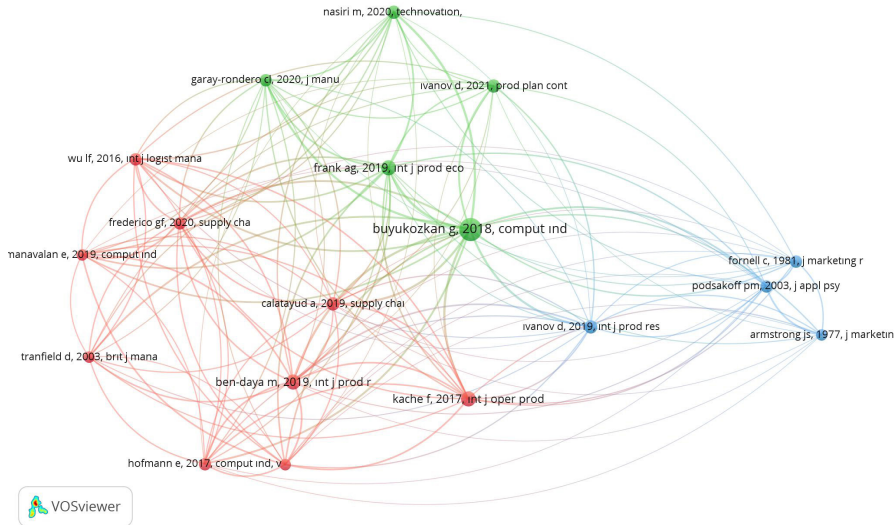 nasiri m, 2020, technovation,
garay-rondero cl, 2020, j manu
ıvanov d, 2021, prod plan cont
wu lf, 2016, ınt j logıst mana
frank ag, 2019, ınt j prod eco
frederico gf, 2020, supply cha
buyukozkan g, 2018, comput ınd
manavalan e, 2019, comput ınd
fornell c, 1981, j marketıng r
podsakoff pm, 2003, j appl psy
calatayud a, 2019, supply chaı
ıvanov d, 2019, ınt j prod res
armstrong js, 1977, j marketın
tranfield d, 2003, brıt j mana
ben-daya m, 2019, ınt j prod r
kache f, 2017, ınt j oper prod
hofmann e, 2017, comput ınd, v
VOSviewer